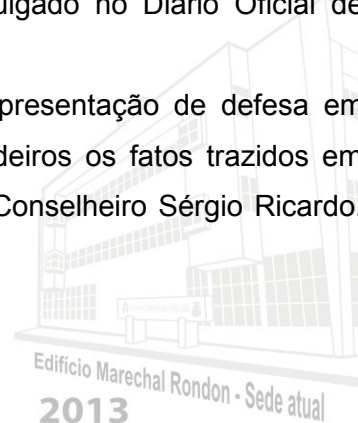 ulgado no Diário Oficial de
presentação de defesa em
deiros os fatos trazidos em
Conselheiro Sérgio Ricardo.
Edifício Marechal Rondon - Sede atual
2013